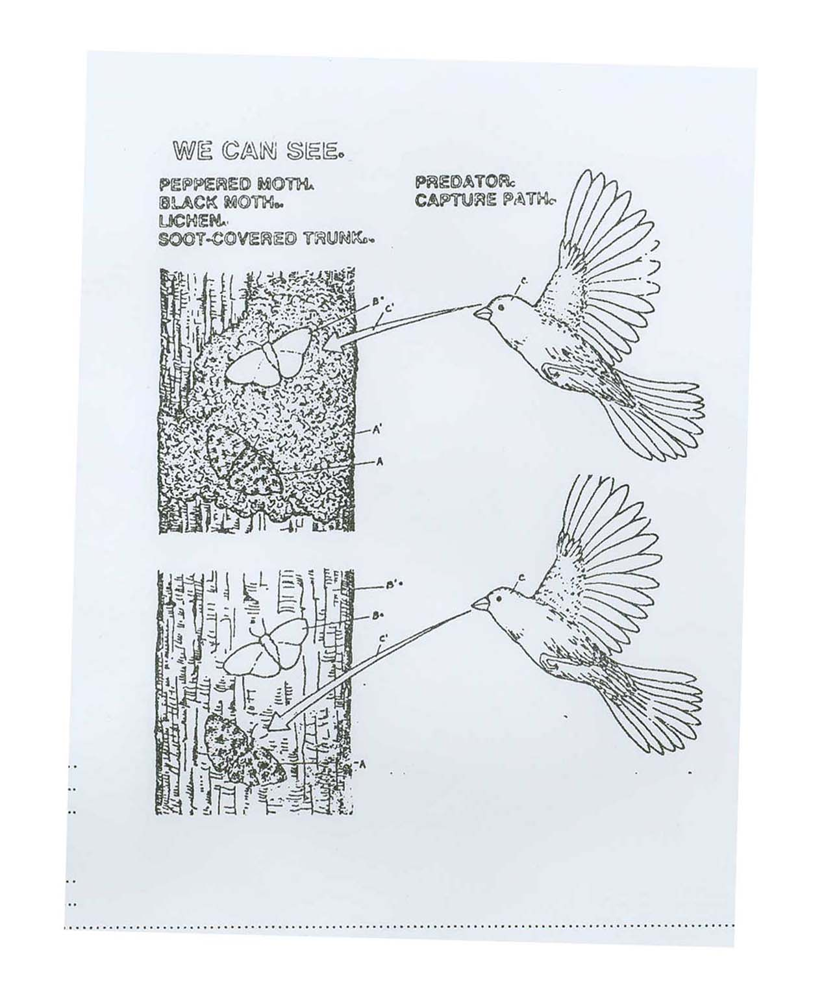 WE CAN SEE.
PEPPERED MOTH A
BLACK MOTH B•
LICHEN A'
SOOT-COVERED TRUNK B'•
PREDATOR C
CAPTURE PATH C'
C
B•
C'
A'
A
C
B'•
B•
C'
A